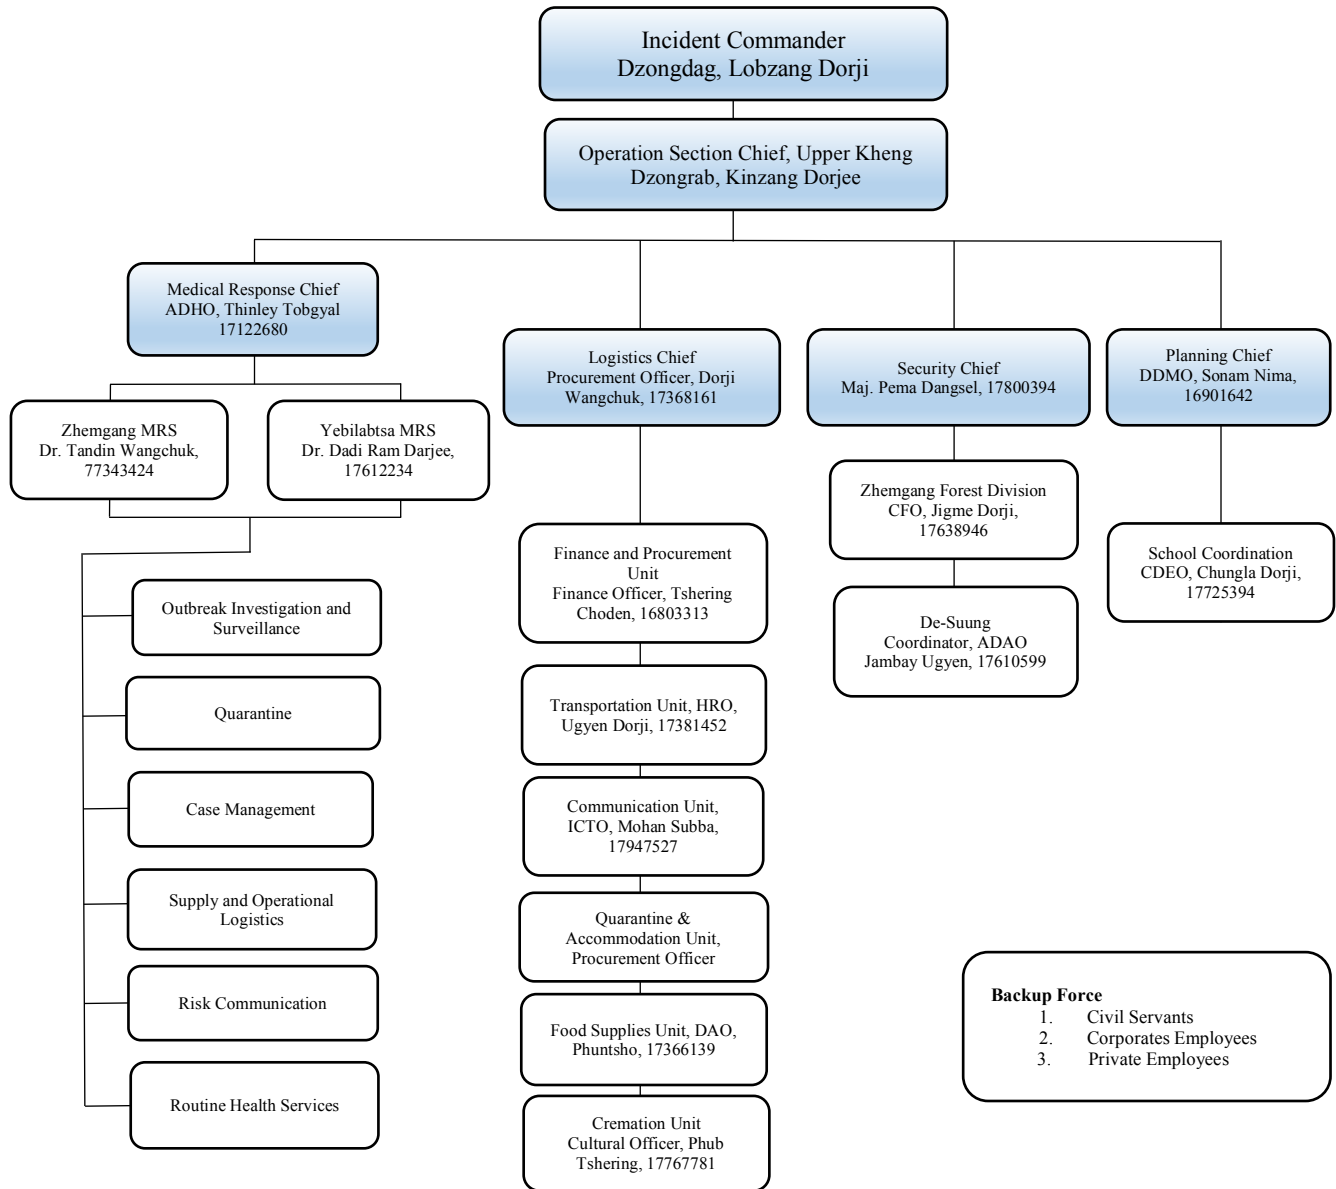 Incident Commander
Dzongdag, Lobzang Dorji
Operation Section Chief, Upper Kheng
Dzongrab, Kinzang Dorjee
Medical Response Chief
ADHO, Thinley Tobgyal
17122680
Logistics Chief
Procurement Officer, Dorji
Wangchuk, 17368161
Security Chief
Maj. Pema Dangsel, 17800394
Planning Chief
DDMO, Sonam Nima,
16901642
Zhemgang MRS
Dr. Tandin Wangchuk,
77343424
Yebilabtsa MRS
Dr. Dadi Ram Darjee,
17612234
Outbreak Investigation and
Surveillance
Quarantine
Case Management
Supply and Operational
Logistics
Risk Communication
Routine Health Services
Finance and Procurement
Unit
Finance Officer, Tshering
Choden, 16803313
Transportation Unit, HRO,
Ugyen Dorji, 17381452
Communication Unit,
ICTO, Mohan Subba,
17947527
Quarantine &
Accommodation Unit,
Procurement Officer
Food Supplies Unit, DAO,
Phuntsho, 17366139
Cremation Unit
Cultural Officer, Phub
Tshering, 17767781
Zhemgang Forest Division
CFO, Jigme Dorji,
17638946
De-Suung
Coordinator, ADAO
Jambay Ugyen, 17610599
School Coordination
CDEO, Chungla Dorji,
17725394
Backup Force
1. Civil Servants
2. Corporates Employees
3. Private Employees